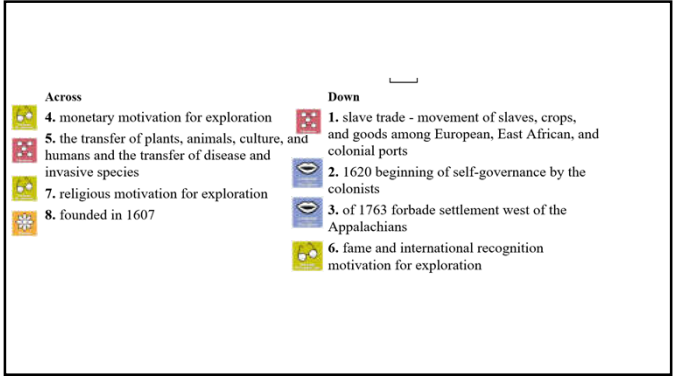 Across
4. monetary motivation for exploration
5. the transfer of plants, animals, culture, and
humans and the transfer of disease and
invasive species
7. religious motivation for exploration
8. founded in 1607
Down
1. slave trade - movement of slaves, crops,
and goods among European, East African, and
colonial ports
2. 1620 beginning of self-governance by the
colonists
3. of 1763 forbade settlement west of the
Appalachians
6. fame and international recognition
motivation for exploration